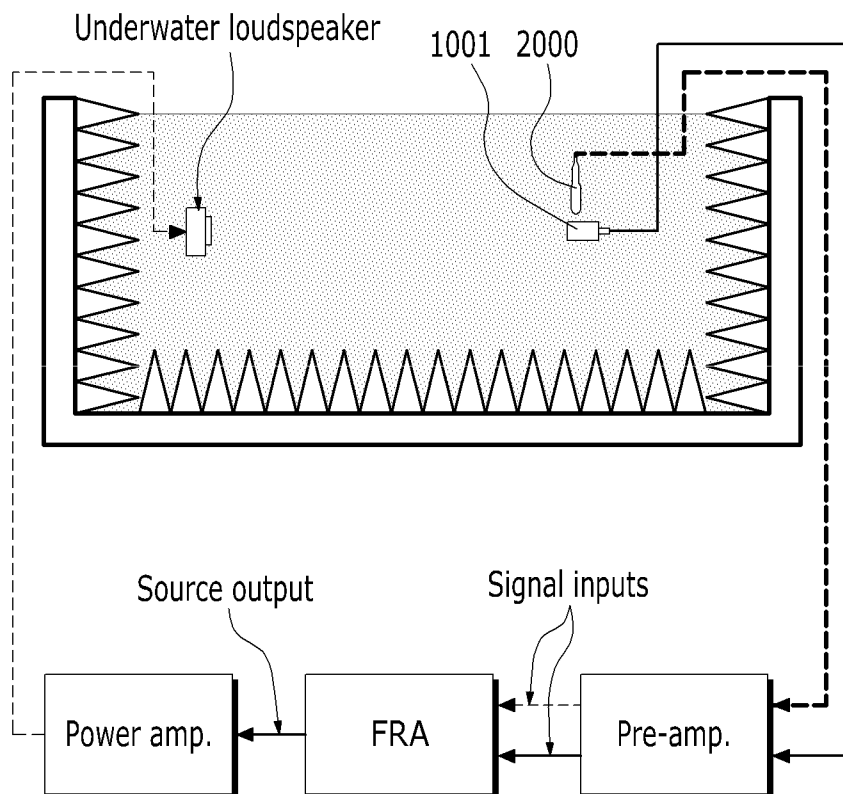 Underwater loudspeaker
1001 2000
Source output
Signal inputs
Power amp.
FRA
Pre-amp.